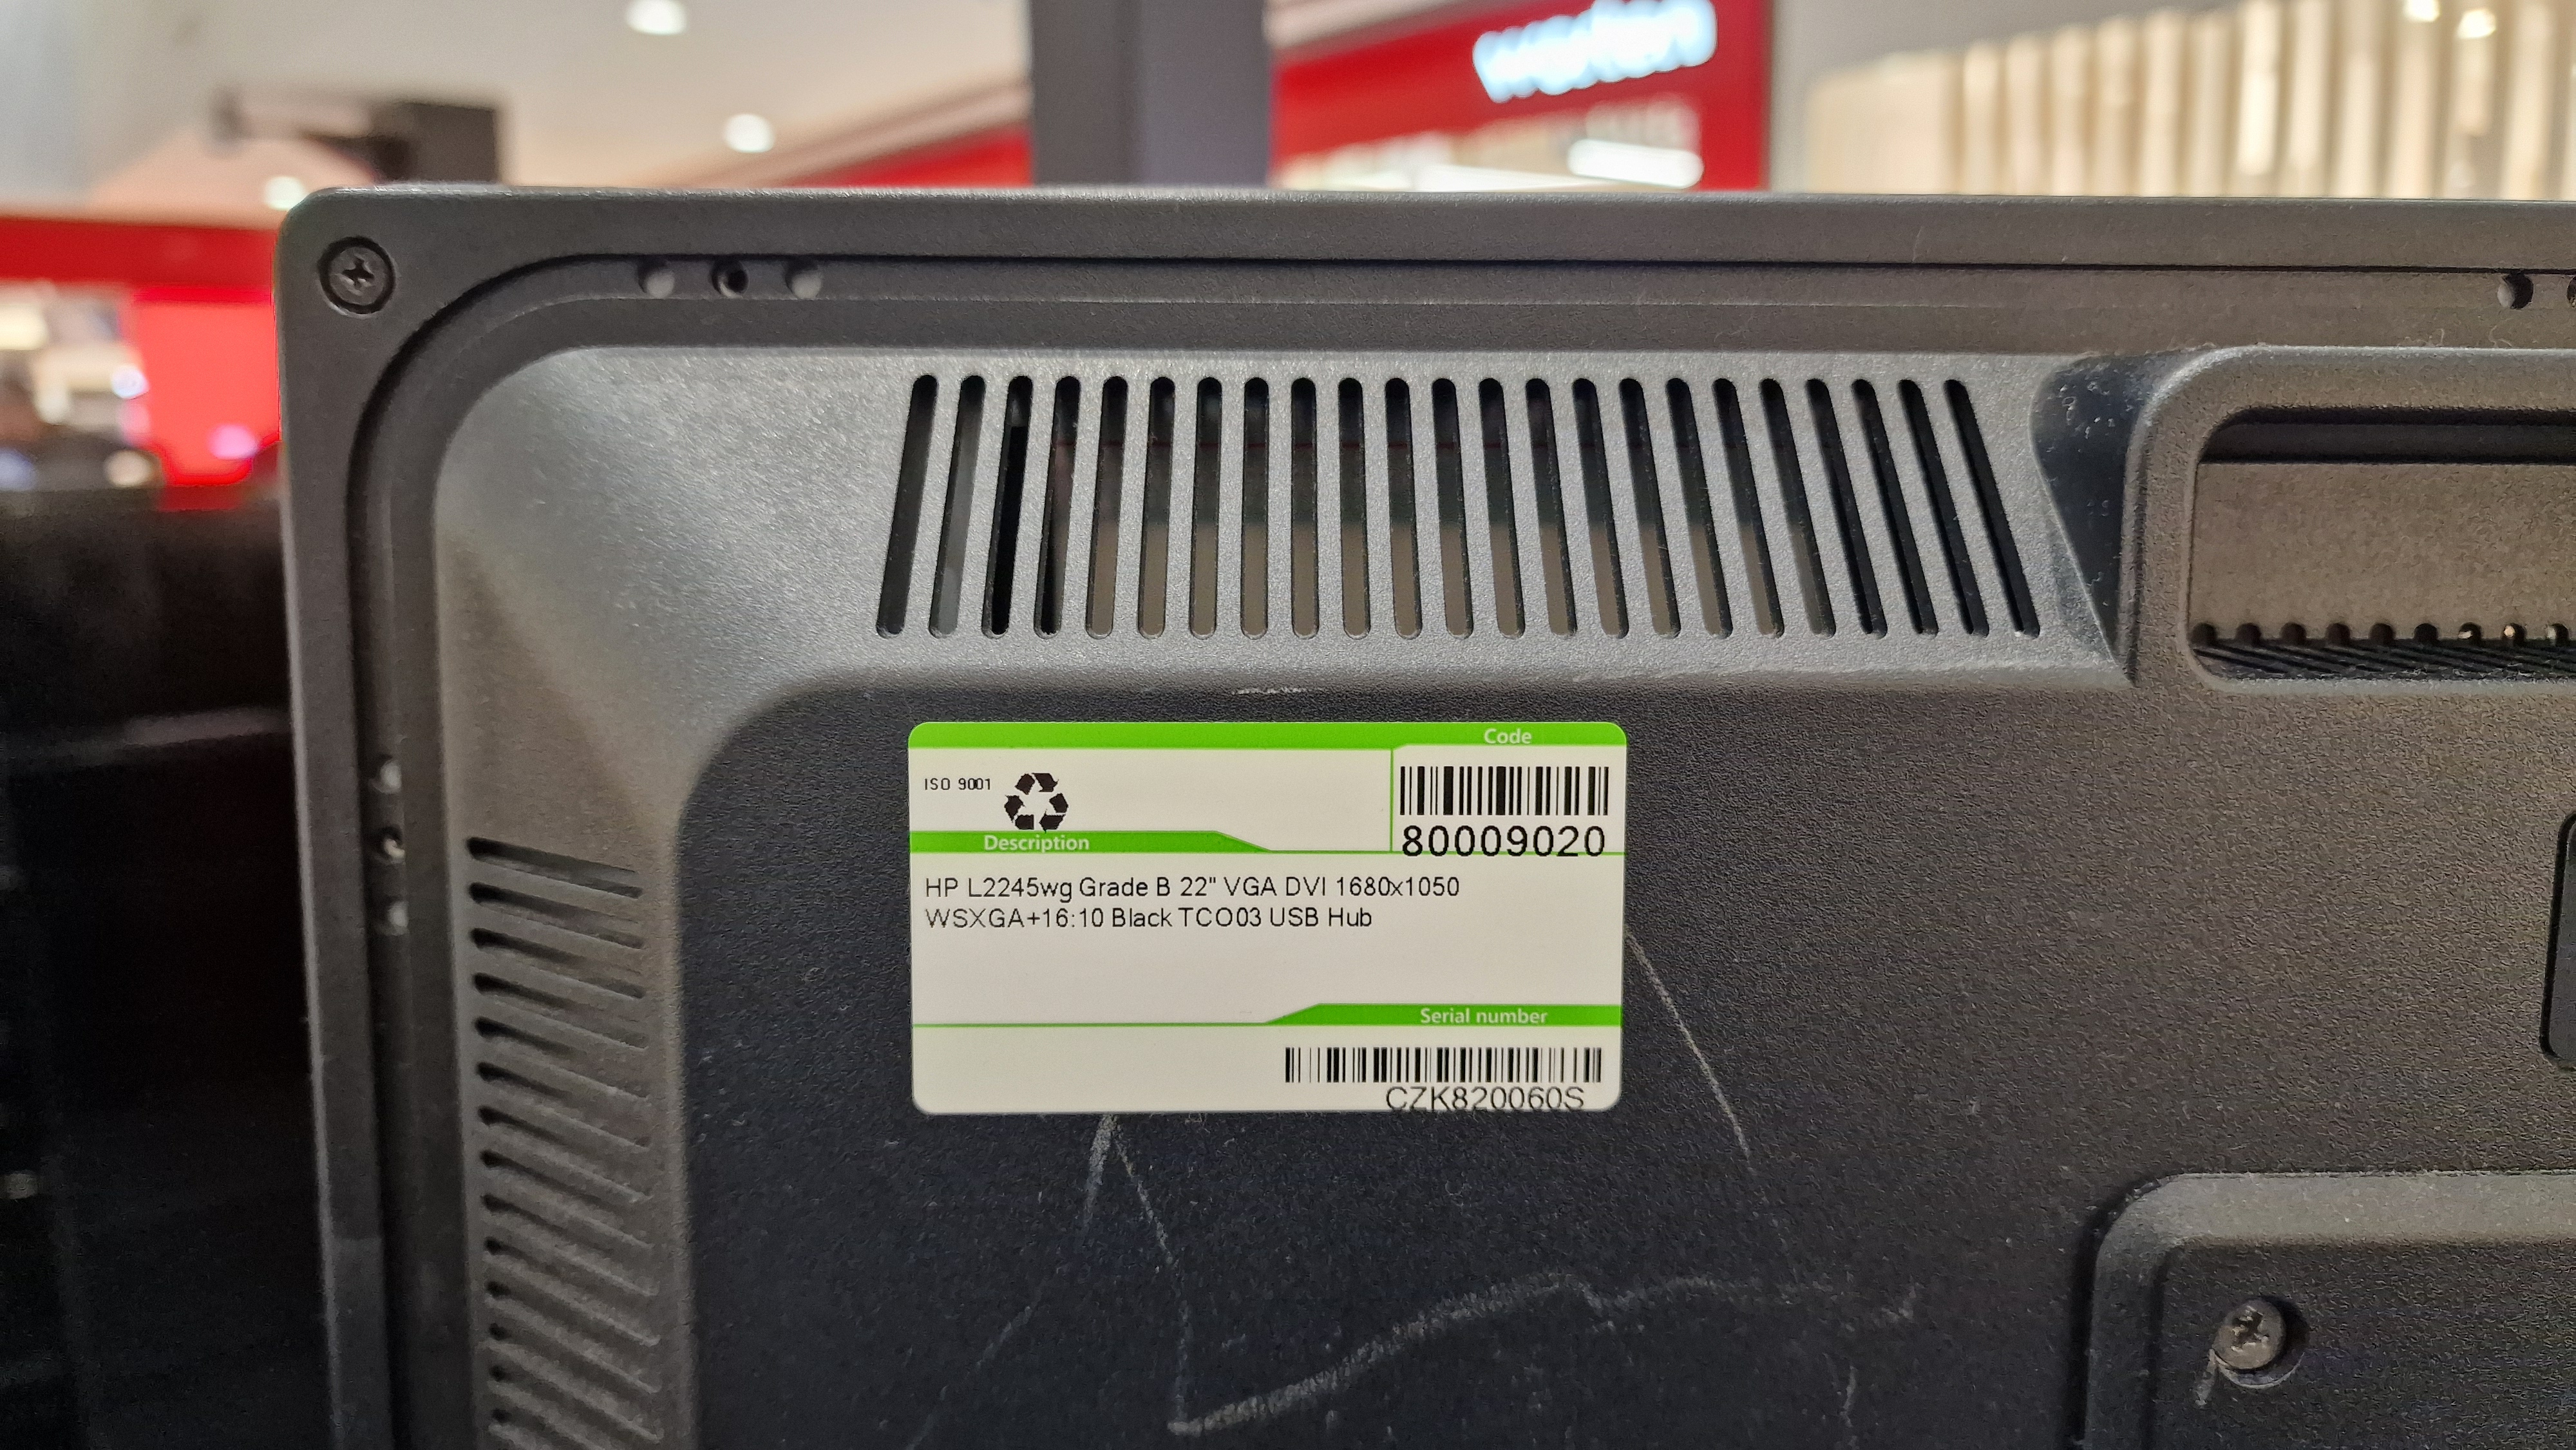 Code
ISO 9001
80009020
Description
HP L2245wg Grade B 22" VGA DVI 1680x1050
WSXGA+16:10 Black TCO03 USB Hub
Serial number
CZK820060S